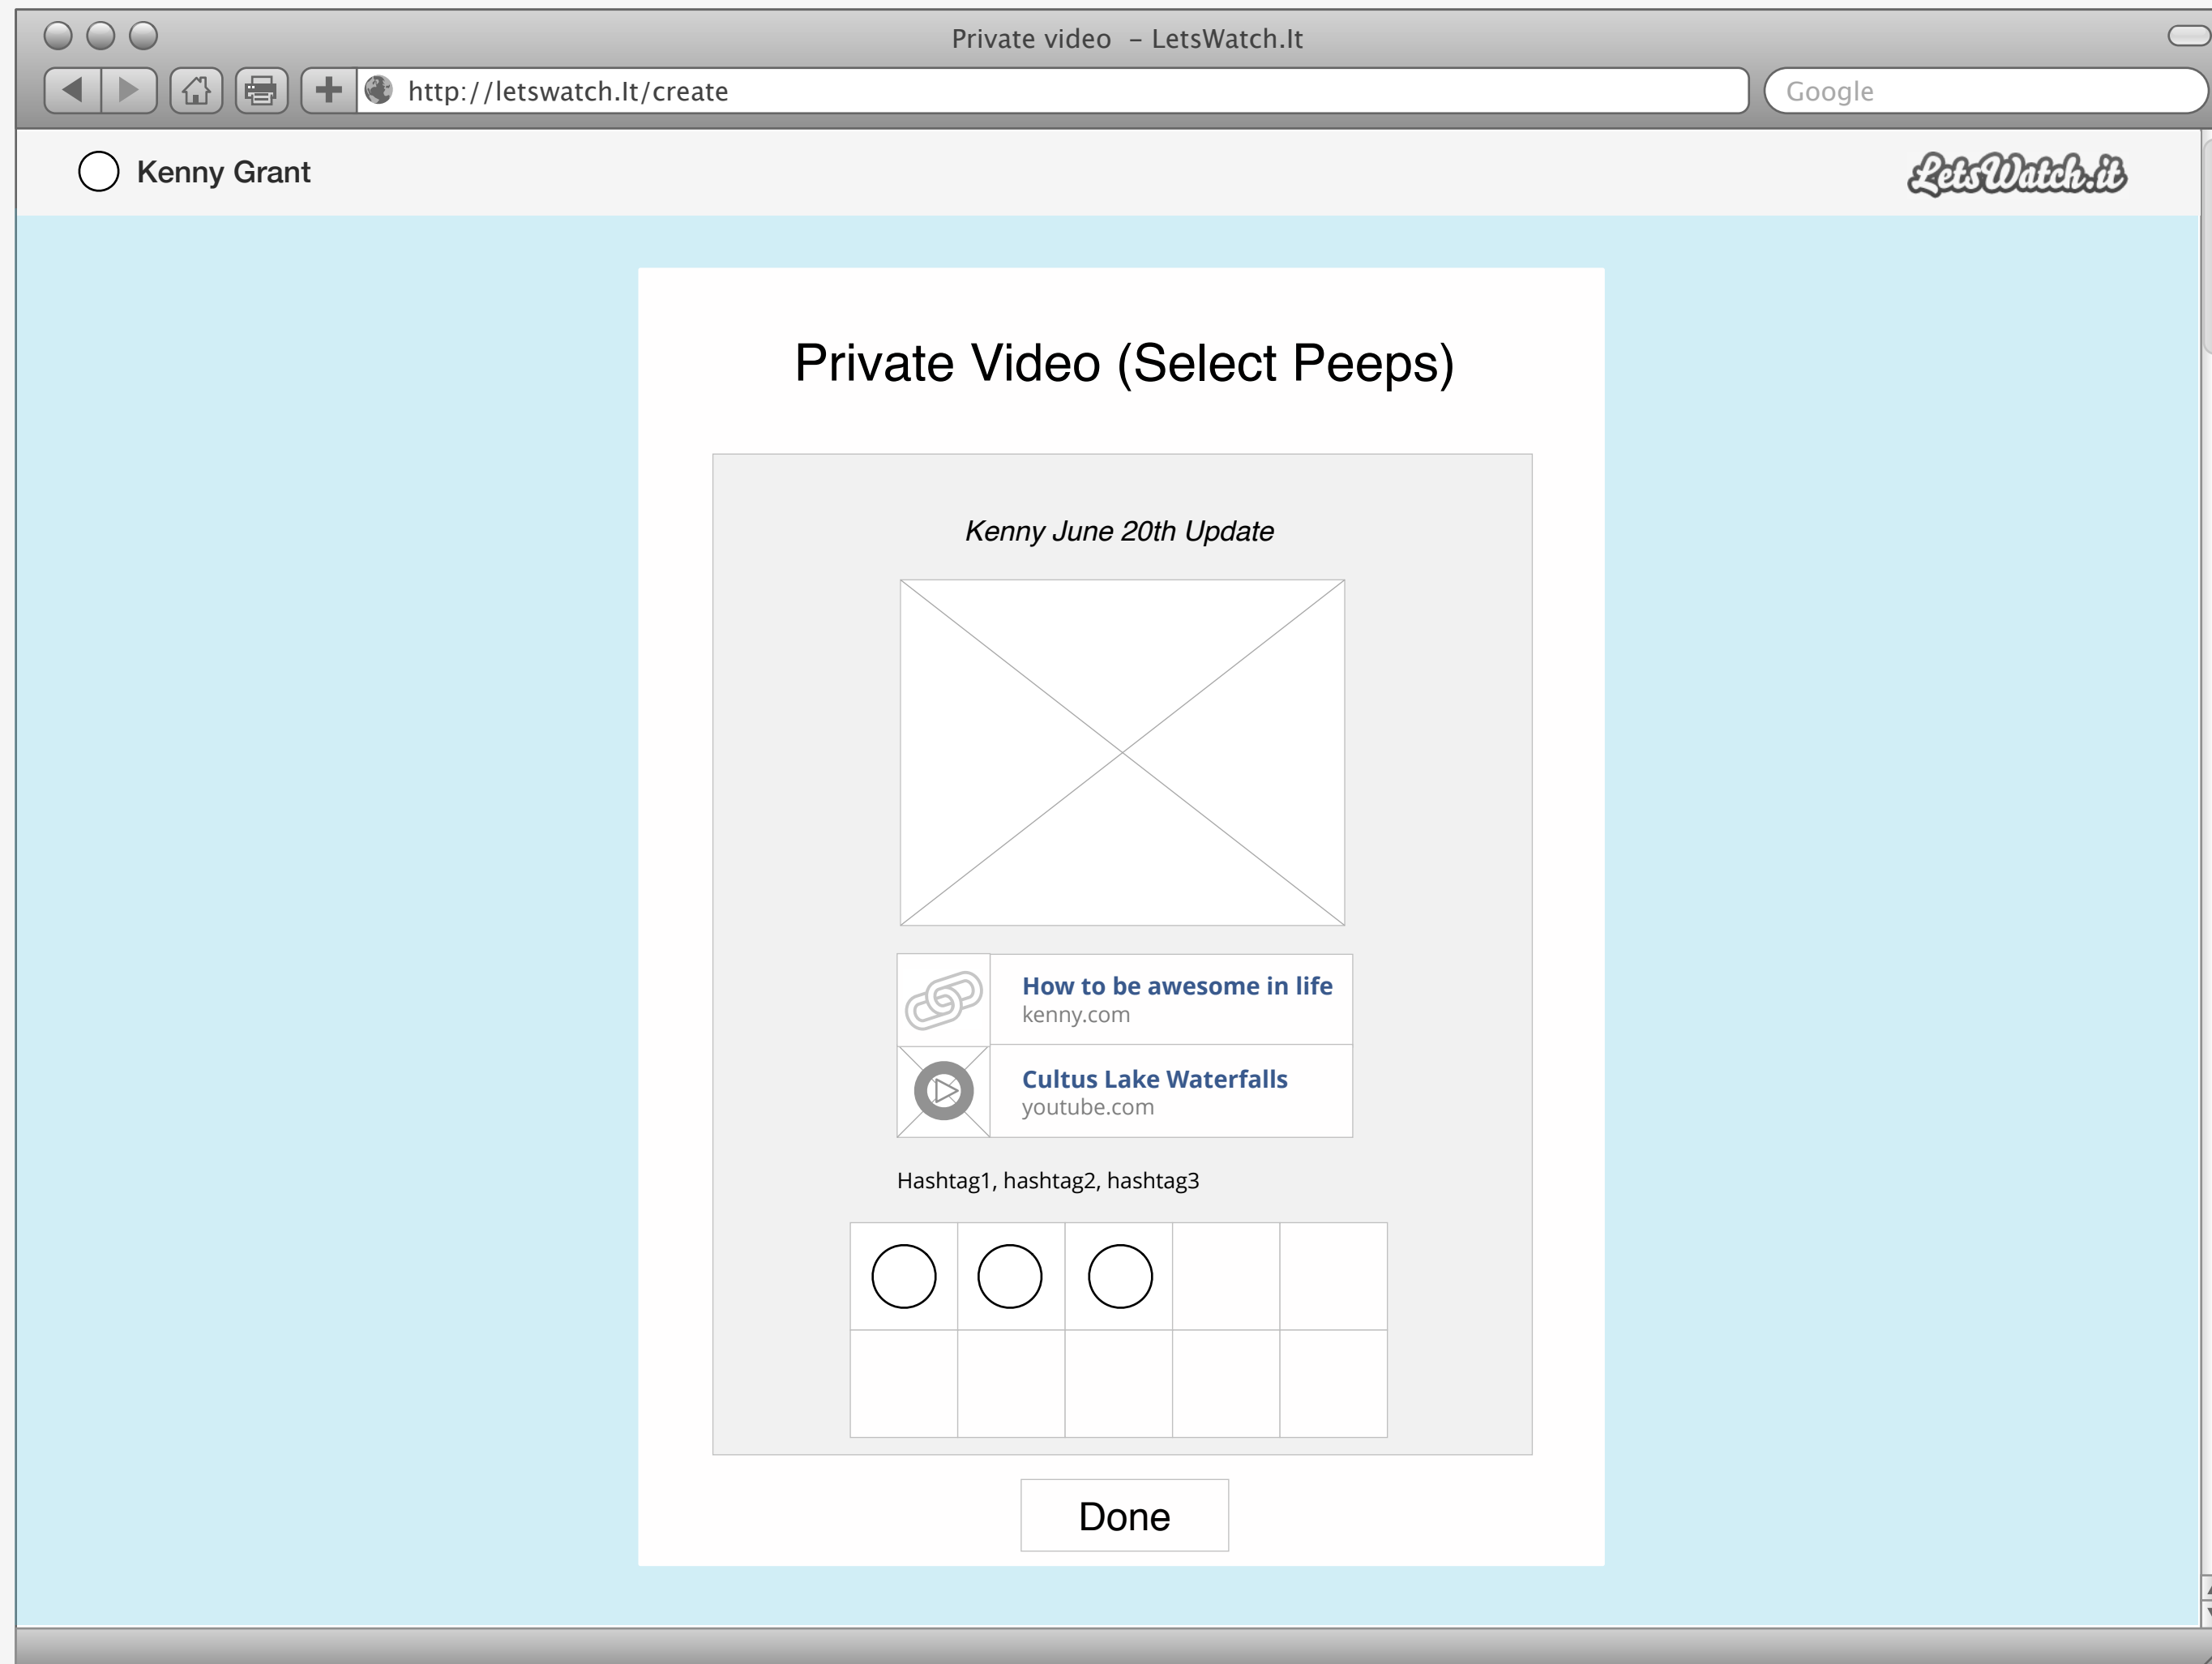 Private video – LetsWatch.It
http://letswatch.It/create
Google
Kenny Grant
LetsWatch.it
Private Video (Select Peeps)
Kenny June 20th Update
How to be awesome in life
kenny.com
Cultus Lake Waterfalls
youtube.com
Hashtag1, hashtag2, hashtag3
Done